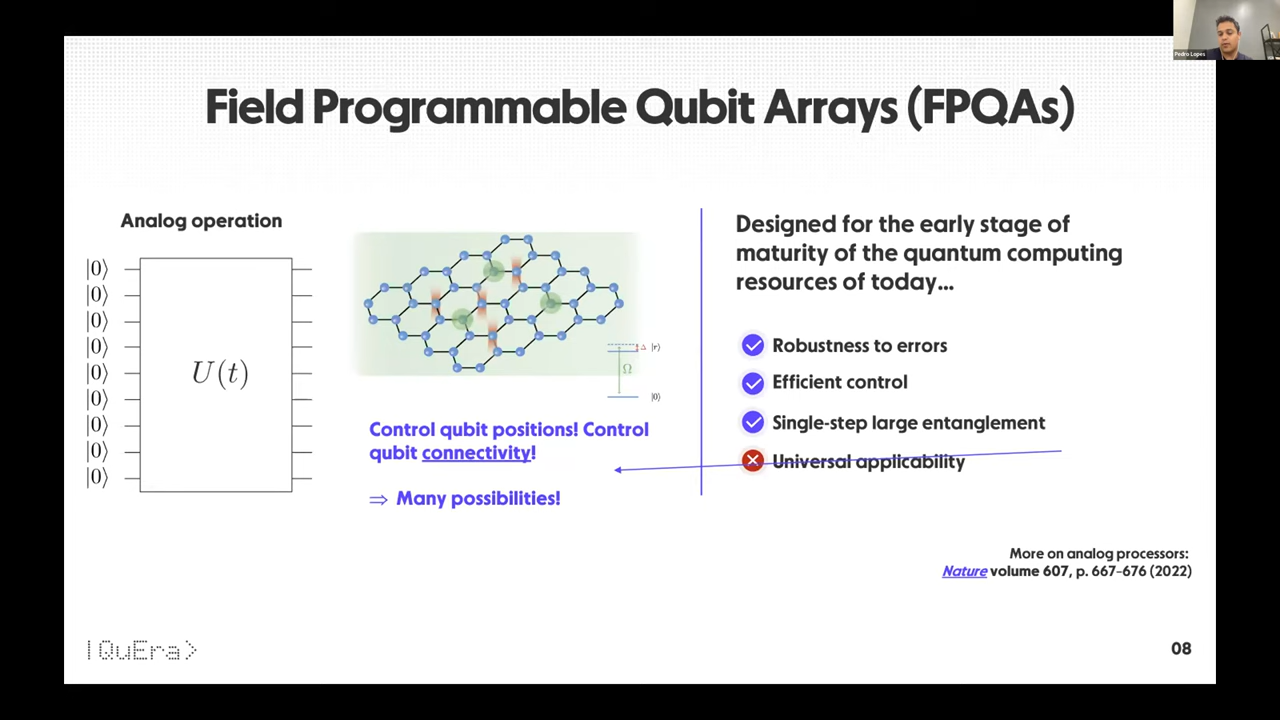 Pedro Lopes
Field Programmable Qubit Arrays (FPQAs)
Analog operation
|0⟩
|0⟩
|0⟩
|0⟩
|0⟩
|0⟩
|0⟩
|0⟩
|0⟩
U(t)
Δ |r⟩
Ω
|0⟩
Control qubit positions! Control
qubit connectivity!
⇒ Many possibilities!
Designed for the early stage of
maturity of the quantum computing
resources of today...
Robustness to errors
Efficient control
Single-step large entanglement
Universal applicability
More on analog processors:
Nature volume 607, p. 667-676 (2022)
|QuEra>
08